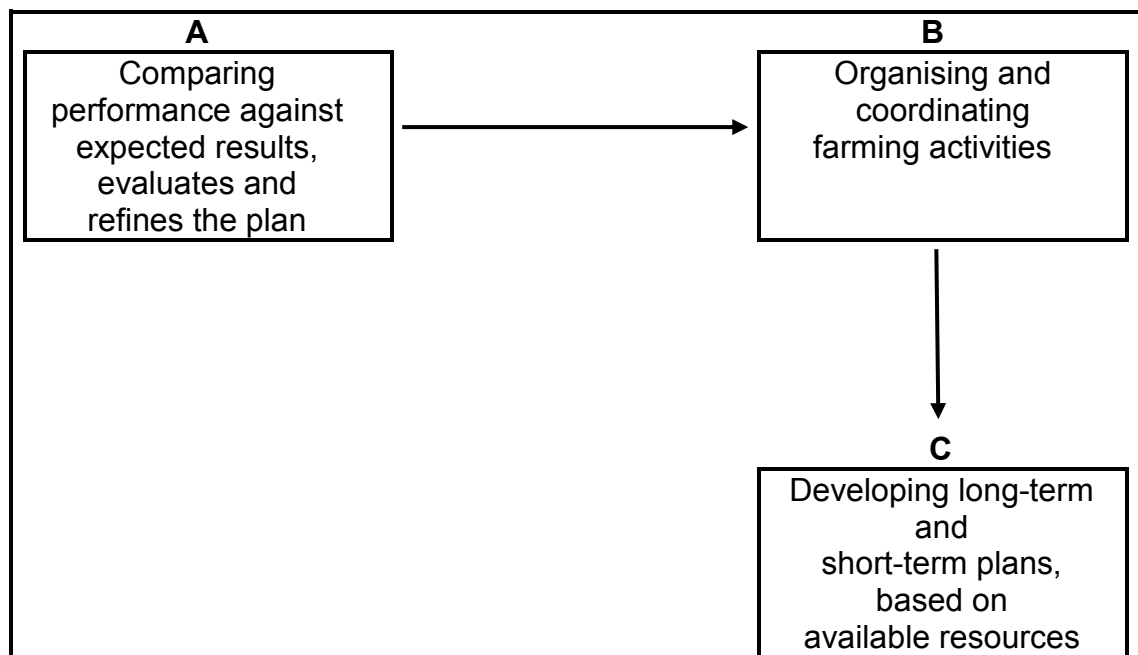 A
Comparing
performance against
expected results,
evaluates and
refines the plan
B
Organising and
coordinating
farming activities
C
Developing long-term
and
short-term plans,
based on
available resources